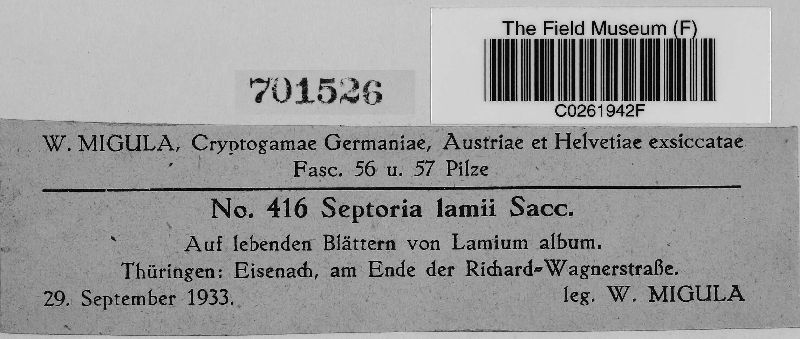 The Field Museum (F)
701526
C0261942F
W. MIGULA, Cryptogamae Germaniae, Austriae et Helvetiae exsiccatae
Fasc. 56 u. 57 Pilze
No. 416 Septoria lamii Sacc.
Auf lebenden Blättern von Lamium album.
Thüringen: Eisenach, am Ende der Richard-Wagnerstraße.
29. September 1933. leg. W. MIGULA